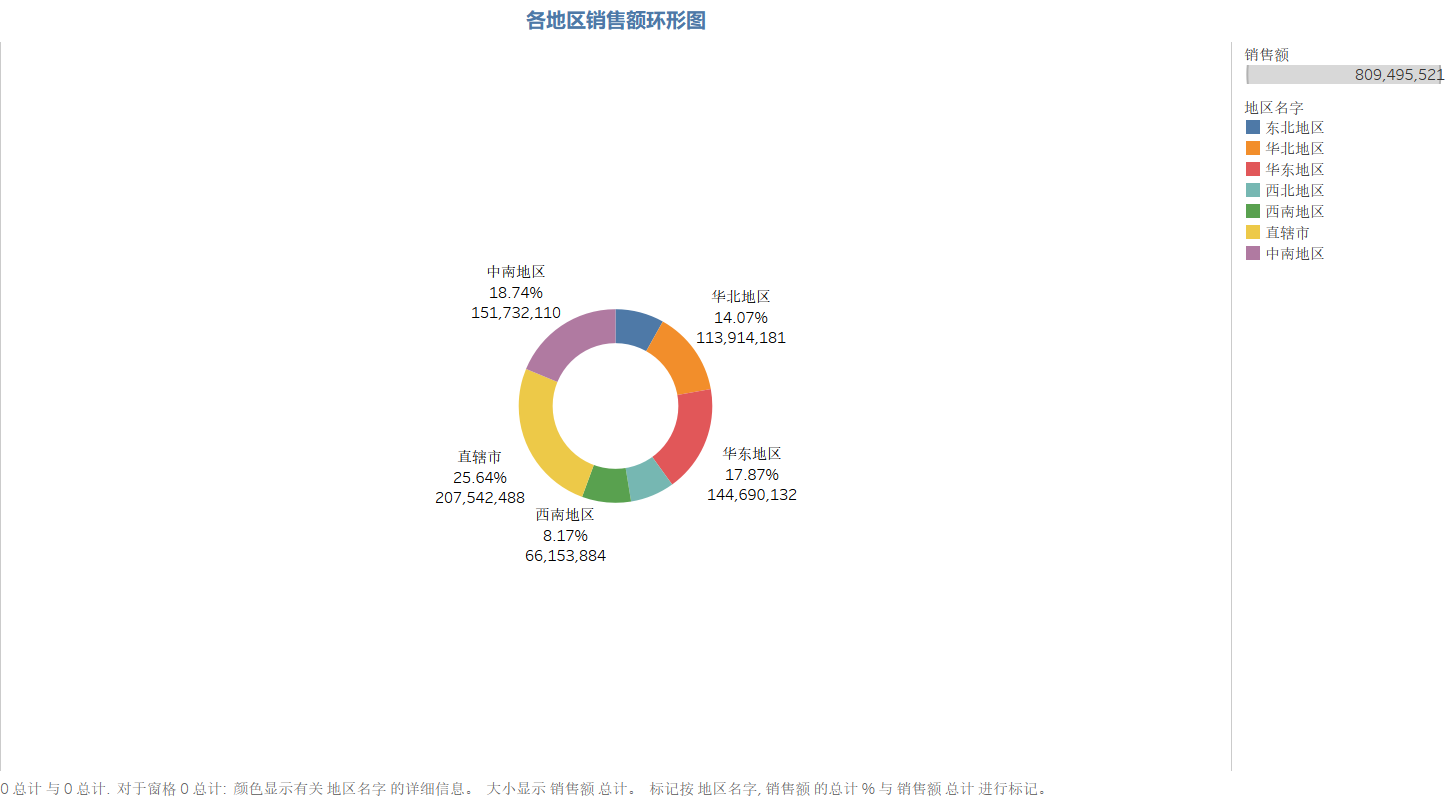 各地区销售额环形图
销售额
809,495,521
地区名字
东北地区
华北地区
华东地区
西北地区
西南地区
直辖市
中南地区
中南地区
18.74%
151,732,110
华北地区
14.07%
113,914,181
华东地区
17.87%
144,690,132
直辖市
25.64%
207,542,488
西南地区
8.17%
66,153,884
0 总计 与 0 总计. 对于窗格 0 总计: 颜色显示有关 地区名字 的详细信息。 大小显示 销售额 总计。 标记按 地区名字, 销售额 的总计 % 与 销售额 总计 进行标记。